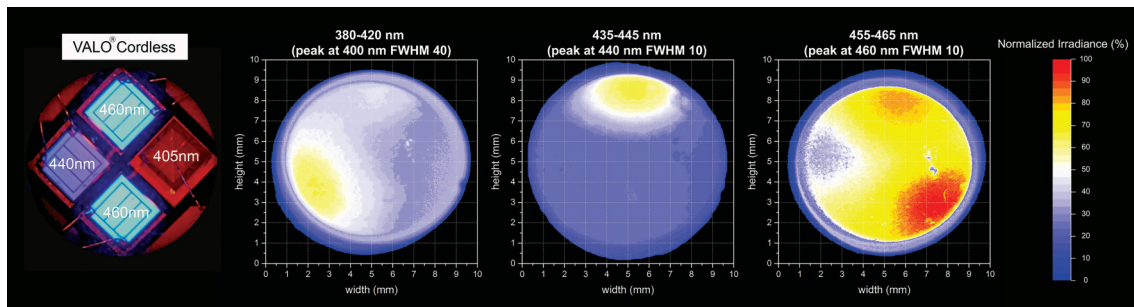 VALO® Cordless
460nm
440nm
405nm
460nm
380-420 nm
(peak at 400 nm FWHM 40)
10
9
8
7
6
5
4
3
2
1
0
height (mm)
0 1 2 3 4 5 6 7 8 9 10
width (mm)
435-445 nm
(peak at 440 nm FWHM 10)
10
9
8
7
6
5
4
3
2
1
0
height (mm)
0 1 2 3 4 5 6 7 8 9 10
width (mm)
455-465 nm
(peak at 460 nm FWHM 10)
10
9
8
7
6
5
4
3
2
1
0
height (mm)
0 1 2 3 4 5 6 7 8 9 10
width (mm)
Normalized Irradiance (%)
100
90
80
70
60
50
40
30
20
10
0